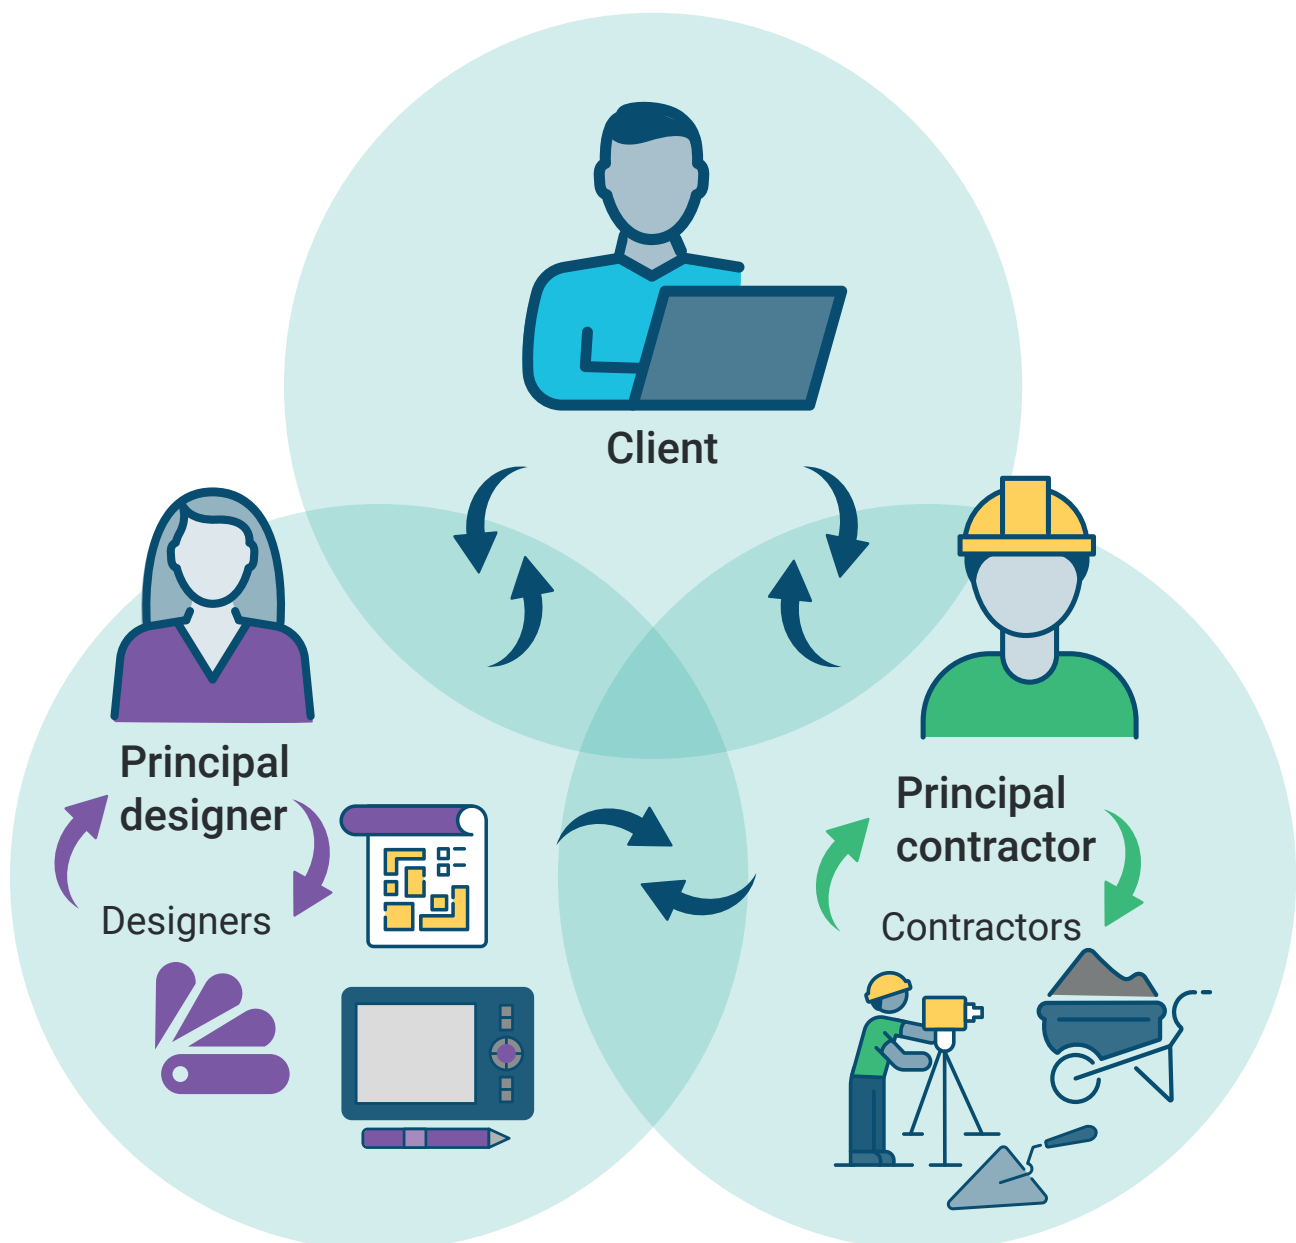 Client
Principal
designer
Designers
Principal
contractor
Contractors